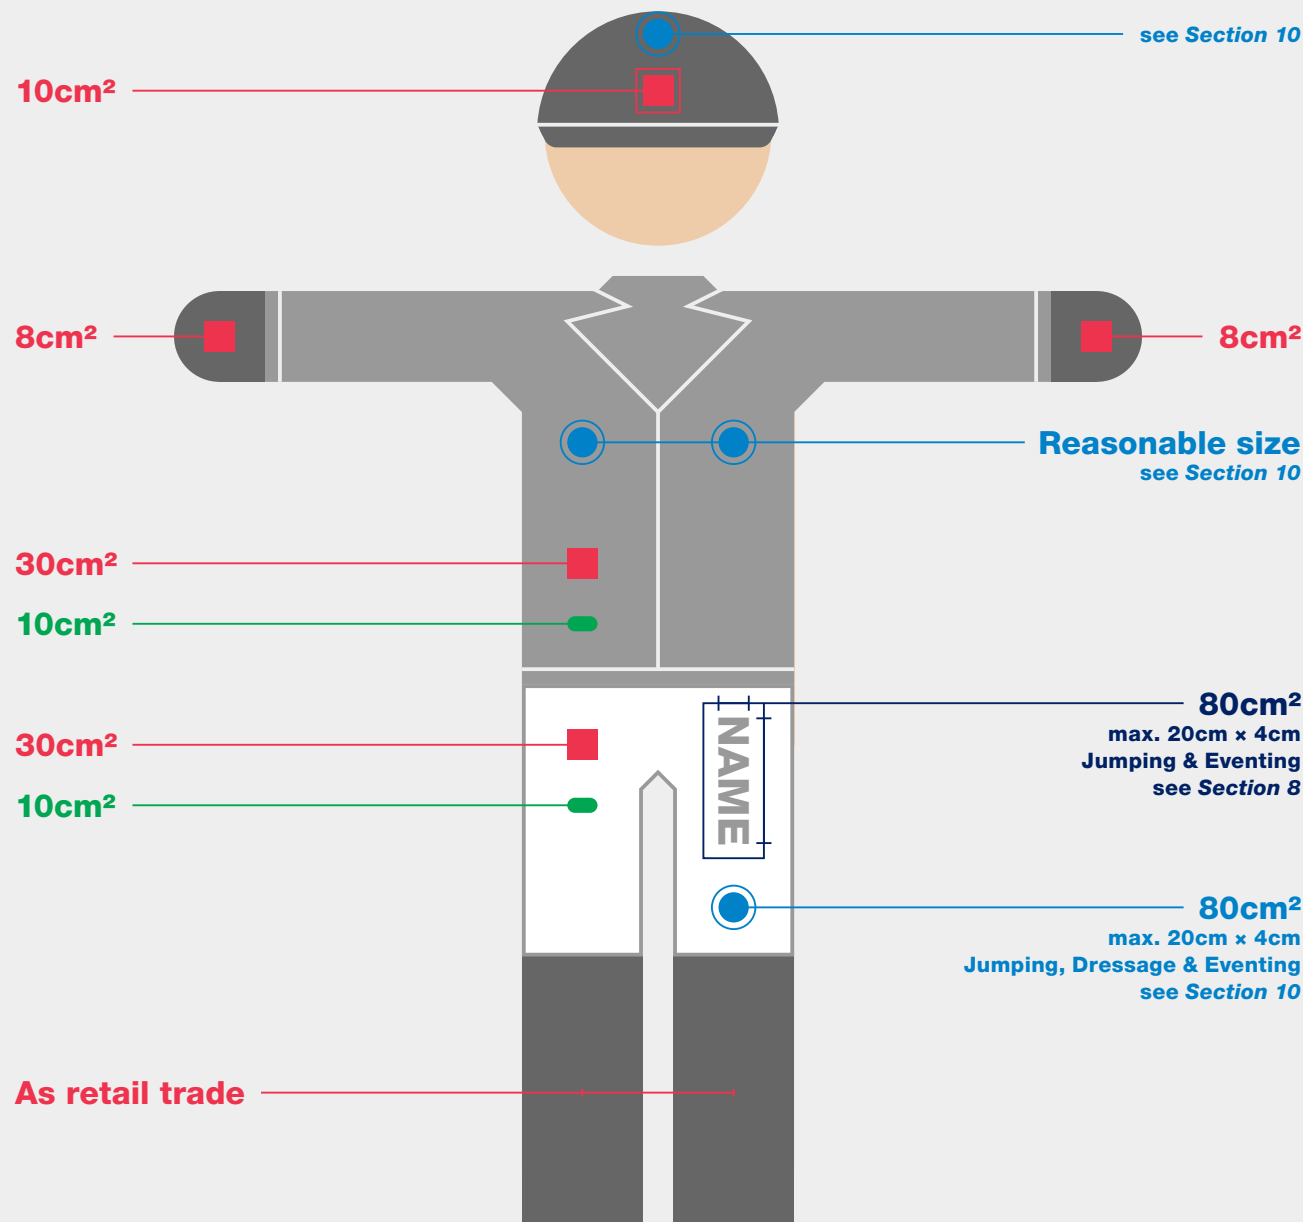 see Section 10
10cm²
8cm²
8cm²
Reasonable size
see Section 10
30cm²
10cm²
80cm²
max. 20cm × 4cm
Jumping & Eventing
see Section 8
NAME
30cm²
10cm²
80cm²
max. 20cm × 4cm
Jumping, Dressage & Eventing
see Section 10
As retail trade